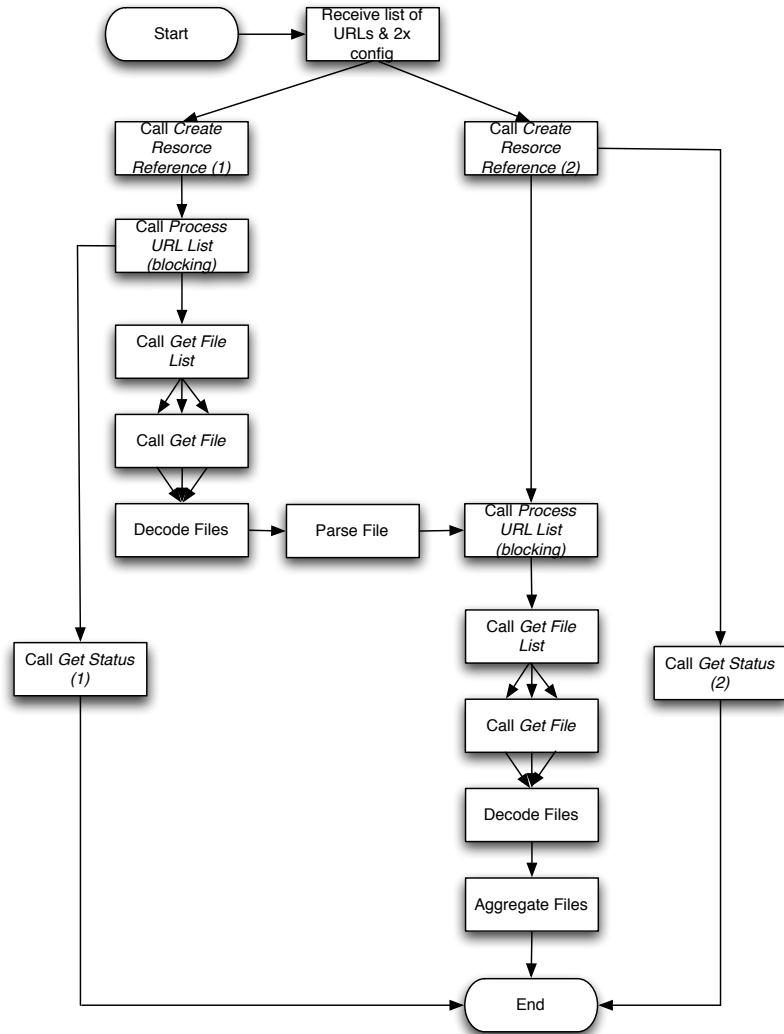 Start
Receive list of
URLs & 2x
config
Call Create
Resorce
Reference (1)
Call Create
Resorce
Reference (2)
Call Process
URL List
(blocking)
Call Get File
List
Call Get File
Decode Files
Parse File
Call Process
URL List
(blocking)
Call Get File
List
Call Get Status
(1)
Call Get Status
(2)
Call Get File
Decode Files
Aggregate Files
End